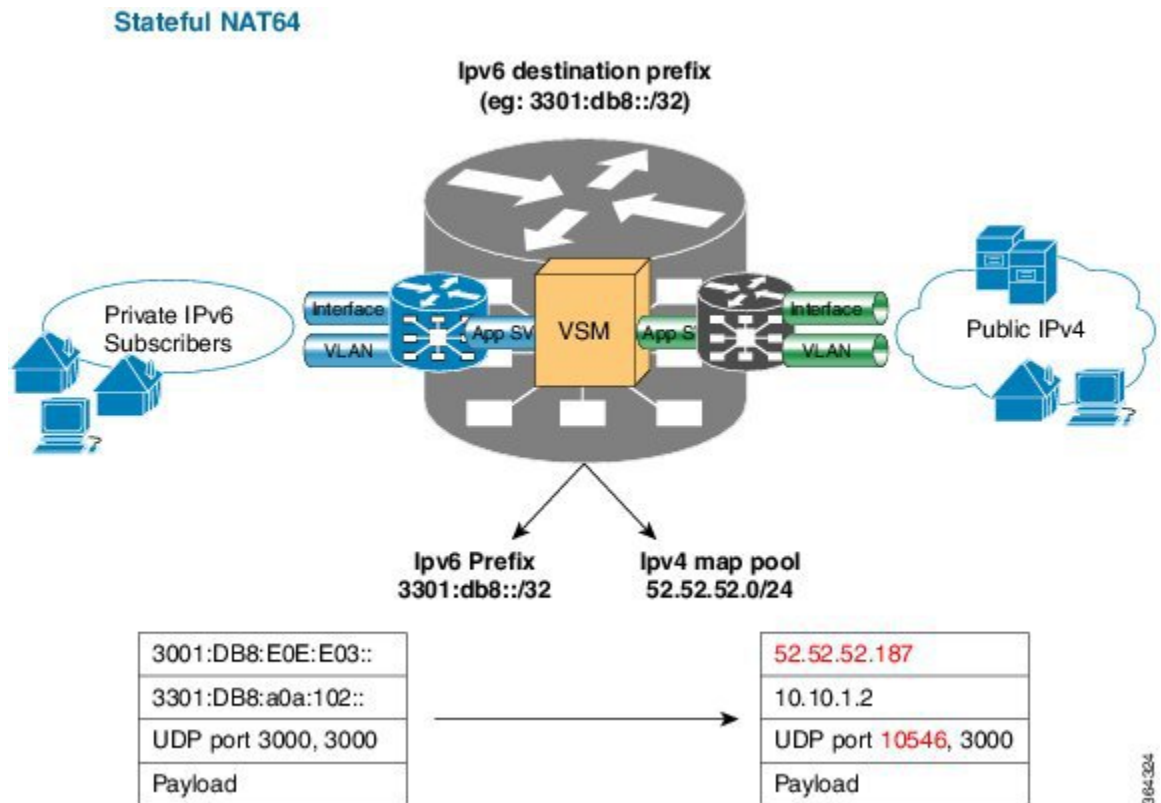 Stateful NAT64
Ipv6 destination prefix
(eg: 3301:db8::/32)
Private IPv6
Subscribers
Interface
VLAN
App SV
VSM
App S
Interface
VLAN
Public IPv4
Ipv6 Prefix
3301:db8::/32
Ipv4 map pool
52.52.52.0/24
3001:DB8:E0E:E03::
3301:DB8:a0a:102::
UDP port 3000, 3000
Payload
52.52.52.187
10.10.1.2
UDP port 10546, 3000
Payload
364324